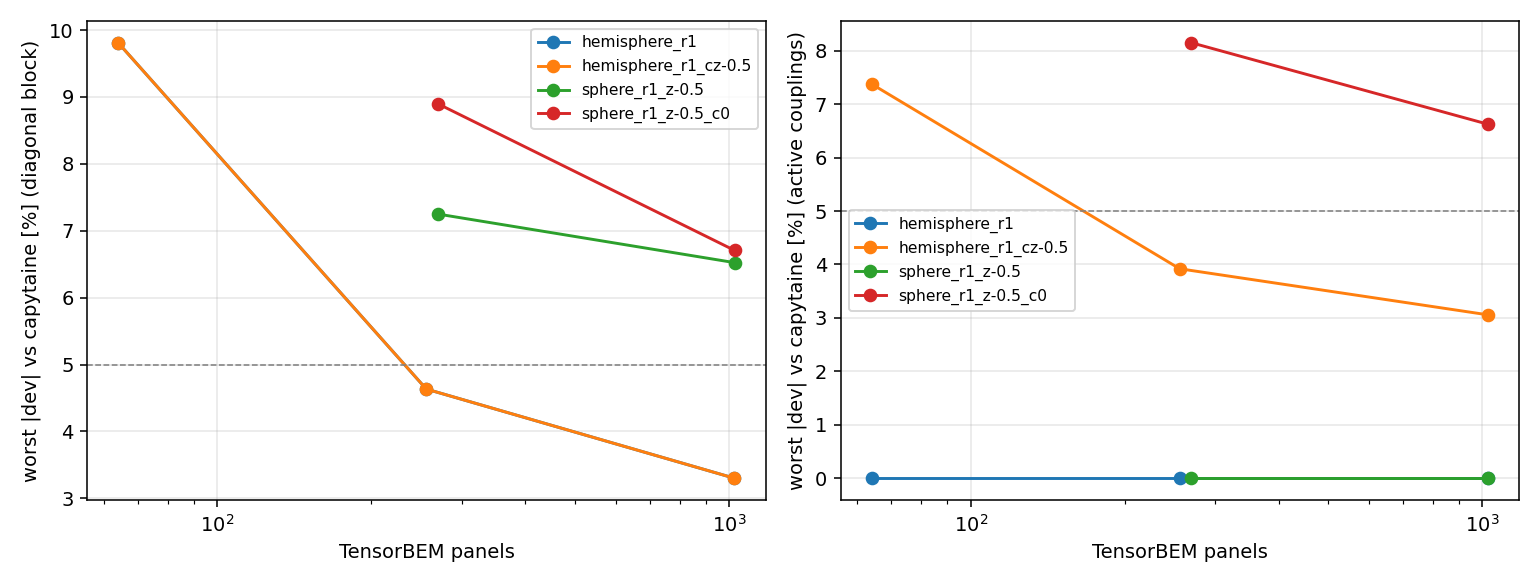 worst |dev| vs capytaine [%] (diagonal block)
10
9
8
7
6
5
4
3
10²
10³
TensorBEM panels
hemisphere_r1
hemisphere_r1_cz-0.5
sphere_r1_z-0.5
sphere_r1_z-0.5_c0
worst |dev| vs capytaine [%] (active couplings)
8
7
6
5
4
3
2
1
0
10²
10³
TensorBEM panels
hemisphere_r1
hemisphere_r1_cz-0.5
sphere_r1_z-0.5
sphere_r1_z-0.5_c0